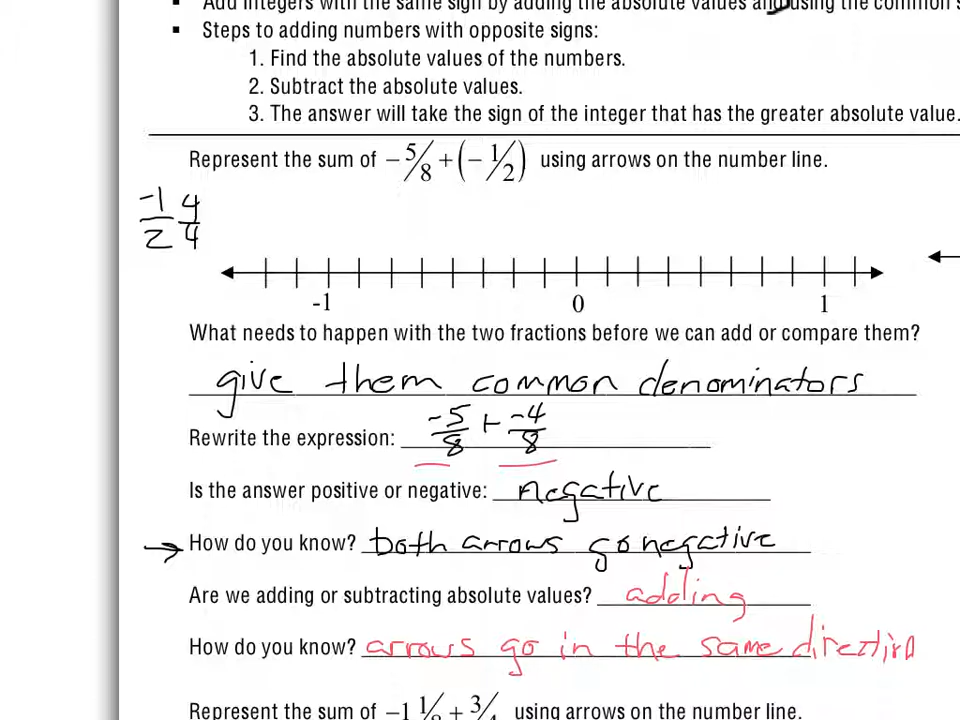 Add integers with the same sign by adding the absolute values and using the common
▪ Steps to adding numbers with opposite signs:
1. Find the absolute values of the numbers.
2. Subtract the absolute values.
3. The answer will take the sign of the integer that has the greater absolute value.
Represent the sum of −5/8 + (−1/2) using arrows on the number line.
-1/2 4/4
-1 0 1
What needs to happen with the two fractions before we can add or compare them?
give them common denominators
Rewrite the expression: -5/8 + -4/8
Is the answer positive or negative: negative
How do you know? both arrows go negative
Are we adding or subtracting absolute values? adding
How do you know? arrows go in the same direction
Represent the sum of −1 using arrows on the number line.